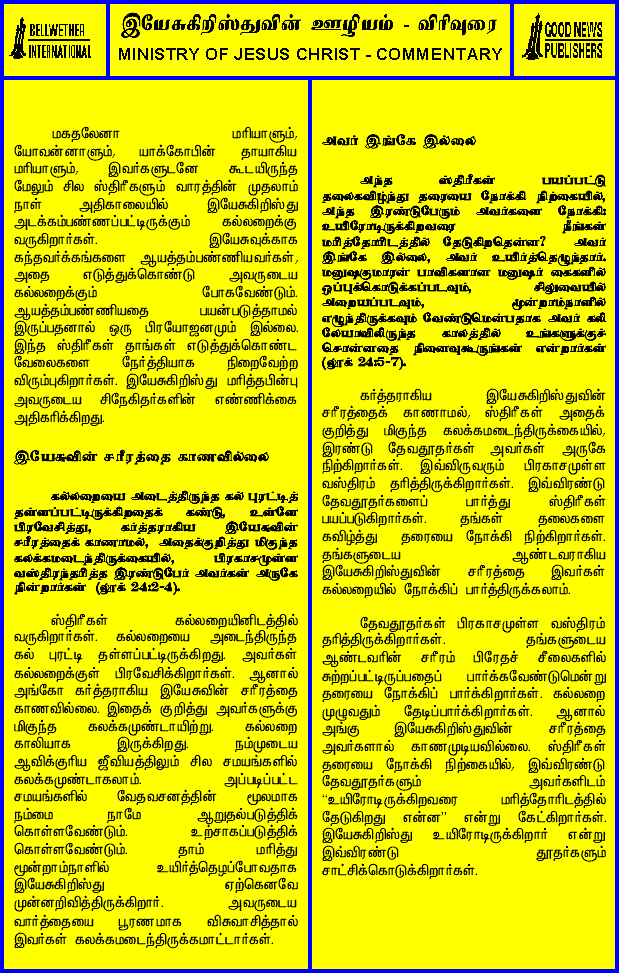 BELLWETHER
INTERNATIONAL
இயேசுகிறிஸ்துவின் ஊழியம் - விரிவுரை
MINISTRY OF JESUS CHRIST - COMMENTARY
GOOD NEWS
PUBLISHERS
மகதலேனா மரியாளும்,
யோவன்னாளும், யாக்கோபின் தாயாகிய
மரியாளும், இவர்களுடனே கூடயிருந்த
மேலும் சில ஸ்திரீகளும் வாரத்தின் முதலாம்
நாள் அதிகாலையில் இயேசுகிறிஸ்து
அடக்கம்பண்ணப்பட்டிருக்கும் கல்லறைக்கு
வருகிறார்கள். இயேசுவுக்காக
கந்தவர்க்கங்களை ஆயத்தம்பண்ணியவர்கள்,
அதை எடுத்துக்கொண்டு அவருடைய
கல்லறைக்கும் போகவேண்டும்.
ஆயத்தம்பண்ணியதை பயன்படுத்தாமல்
இருப்பதனால் ஒரு பிரயோஜனமும் இல்லை.
இந்த ஸ்திரீகள் தாங்கள் எடுத்துக்கொண்ட
வேலைகளை நேர்த்தியாக நிறைவேற்ற
விரும்புகிறார்கள். இயேசுகிறிஸ்து மரித்தபின்பு
அவருடைய சிநேகிதர்களின் எண்ணிக்கை
அதிகரிக்கிறது.
இயேசுவின் சரீரத்தை காணவில்லை
கல்லறையை அடைத்திருந்த கல் புரட்டித்
தள்ளப்பட்டிருக்கிறதைக் கண்டு, உள்ளே
பிரவேசித்து, கர்த்தராகிய இயேசுவின்
சரீரத்தைக் காணாமல், அதைக்குறித்து மிகுந்த
கலக்கமடைந்திருக்கையில், பிரகாசமுள்ள
வஸ்திரந்தரித்த இரண்டுபேர் அவர்கள் அருகே
நின்றார்கள் (லூக் 24:2-4).
ஸ்திரீகள் கல்லறையினிடத்தில்
வருகிறார்கள். கல்லறையை அடைந்திருந்த
கல் புரட்டி தள்ளப்பட்டிருக்கிறது. அவர்கள்
கல்லறைக்குள் பிரவேசிக்கிறார்கள். ஆனால்
அங்கோ கர்த்தராகிய இயேசுவின் சரீரத்தை
காணவில்லை. இதைக் குறித்து அவர்களுக்கு
மிகுந்த கலக்கமுண்டாயிற்று. கல்லறை
காலியாக இருக்கிறது. நம்முடைய
ஆவிக்குரிய ஜீவியத்திலும் சில சமயங்களில்
கலக்கமுண்டாகலாம். அப்படிப்பட்ட
சமயங்களில் வேதவசனத்தின் மூலமாக
நம்மை நாமே ஆறுதல்படுத்திக்
கொள்ளவேண்டும். உற்சாகப்படுத்திக்
கொள்ளவேண்டும். தாம் மரித்து
மூன்றாம்நாளில் உயிர்த்தெழப்போவதாக
இயேசுகிறிஸ்து ஏற்கெனவே
முன்னறிவித்திருக்கிறார். அவருடைய
வார்த்தையை பூரணமாக விசுவாசித்தால்
இவர்கள் கலக்கமடைந்திருக்கமாட்டார்கள்.
அவர் இங்கே இல்லை
அந்த ஸ்திரீகள் பயப்பட்டு
தலைகவிழ்ந்து தரையை நோக்கி நிற்கையில்,
அந்த இரண்டுபேரும் அவர்களை நோக்கி:
உயிரோடிருக்கிறவரை நீங்கள்
மரித்தோரிடத்தில் தேடுகிறதென்ன? அவர்
இங்கே இல்லை, அவர் உயிர்த்தெழுந்தார்.
மனுஷகுமாரன் பாவிகளான மனுஷர் கைகளில்
ஒப்புக்கொடுக்கப்படவும், சிலுவையில்
அறையப்படவும், மூன்றாம்நாளில்
எழுந்திருக்கவும் வேண்டுமென்பதாக அவர் கலி
லேயாவிலிருந்த காலத்தில் உங்களுக்குச்
சொன்னதை நினைவுகூருங்கள் என்றார்கள்
(லூக் 24:5-7).
கர்த்தராகிய இயேசுகிறிஸ்துவின்
சரீரத்தைக் காணாமல், ஸ்திரீகள் அதைக்
குறித்து மிகுந்த கலக்கமடைந்திருக்கையில்,
இரண்டு தேவதூதர்கள் அவர்கள் அருகே
நிற்கிறார்கள். இவ்விருவரும் பிரகாசமுள்ள
வஸ்திரம் தரித்திருக்கிறார்கள். இவ்விரண்டு
தேவதூதர்களைப் பார்த்து ஸ்திரீகள்
பயப்படுகிறார்கள். தங்கள் தலைகளை
கவிழ்த்து தரையை நோக்கி நிற்கிறார்கள்.
தங்களுடைய ஆண்டவராகிய
இயேசுகிறிஸ்துவின் சரீரத்தை இவர்கள்
கல்லறையில் நோக்கிப் பார்த்திருக்கலாம்.
தேவதூதர்கள் பிரகாசமுள்ள வஸ்திரம்
தரித்திருக்கிறார்கள். தங்களுடைய
ஆண்டவரின் சரீரம் பிரேதச் சீலைகளில்
சுற்றப்பட்டிருப்பதைப் பார்க்கவேண்டுமென்று
தரையை நோக்கிப் பார்க்கிறார்கள். கல்லறை
முழுவதும் தேடிப்பார்க்கிறார்கள். ஆனால்
அங்கு இயேசுகிறிஸ்துவின் சரீரத்தை
அவர்களால் காணமுடியவில்லை. ஸ்திரீகள்
தரையை நோக்கி நிற்கையில், இவ்விரண்டு
தேவதூதர்களும் அவர்களிடம்
“உயிரோடிருக்கிறவரை மரித்தோரிடத்தில்
தேடுகிறது என்ன” என்று கேட்கிறார்கள்.
இயேசுகிறிஸ்து உயிரோடிருக்கிறார் என்று
இவ்விரண்டு தூதர்களும்
சாட்சிக்கொடுக்கிறார்கள்.